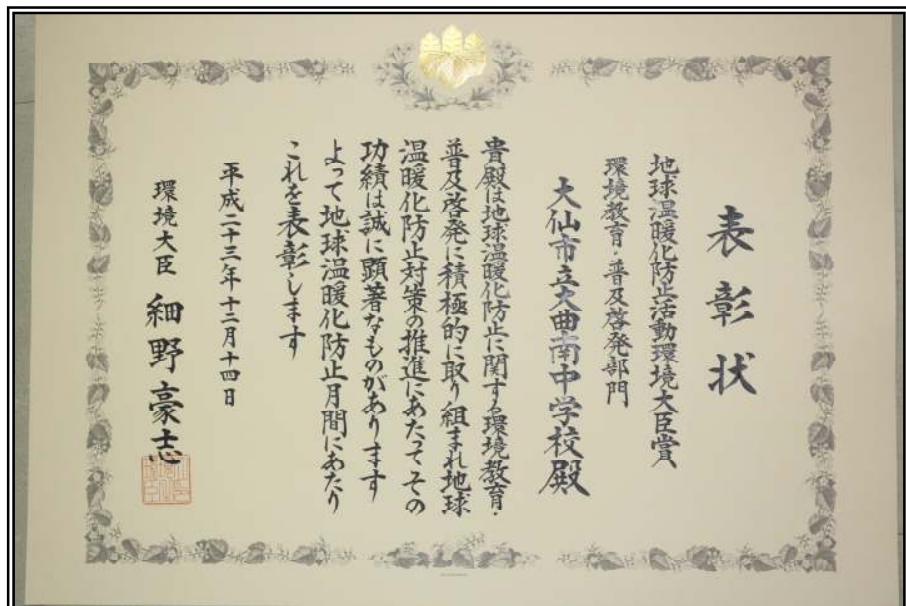 表彰状
地球温暖化防止活動環境大臣賞
環境教育・普及啓発部門
大仙市立大曲南中学校殿
貴殿は地球温暖化防止に関する環境教育・
普及啓発に積極的に取り組まれ地球
温暖化防止対策の推進にあたってその
功績は誠に顕著なものがあります
よって地球温暖化防止月間にあたり
これを表彰します
平成二十三年十二月十四日
環境大臣 細野豪志